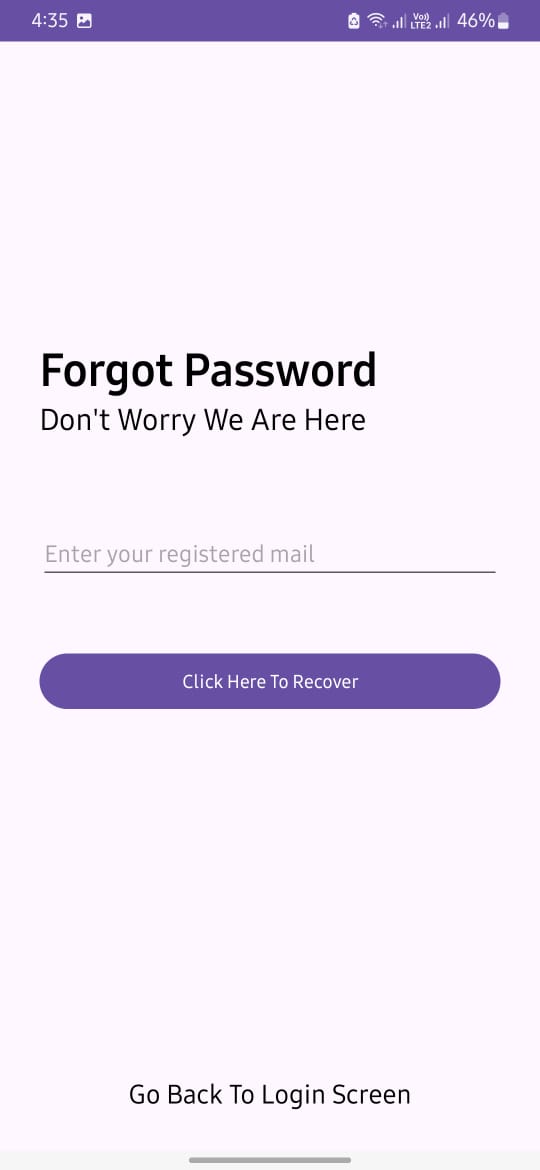 4:35 Vo)) LTE2 46%
Forgot Password
Don't Worry We Are Here
Enter your registered mail
Click Here To Recover
Go Back To Login Screen